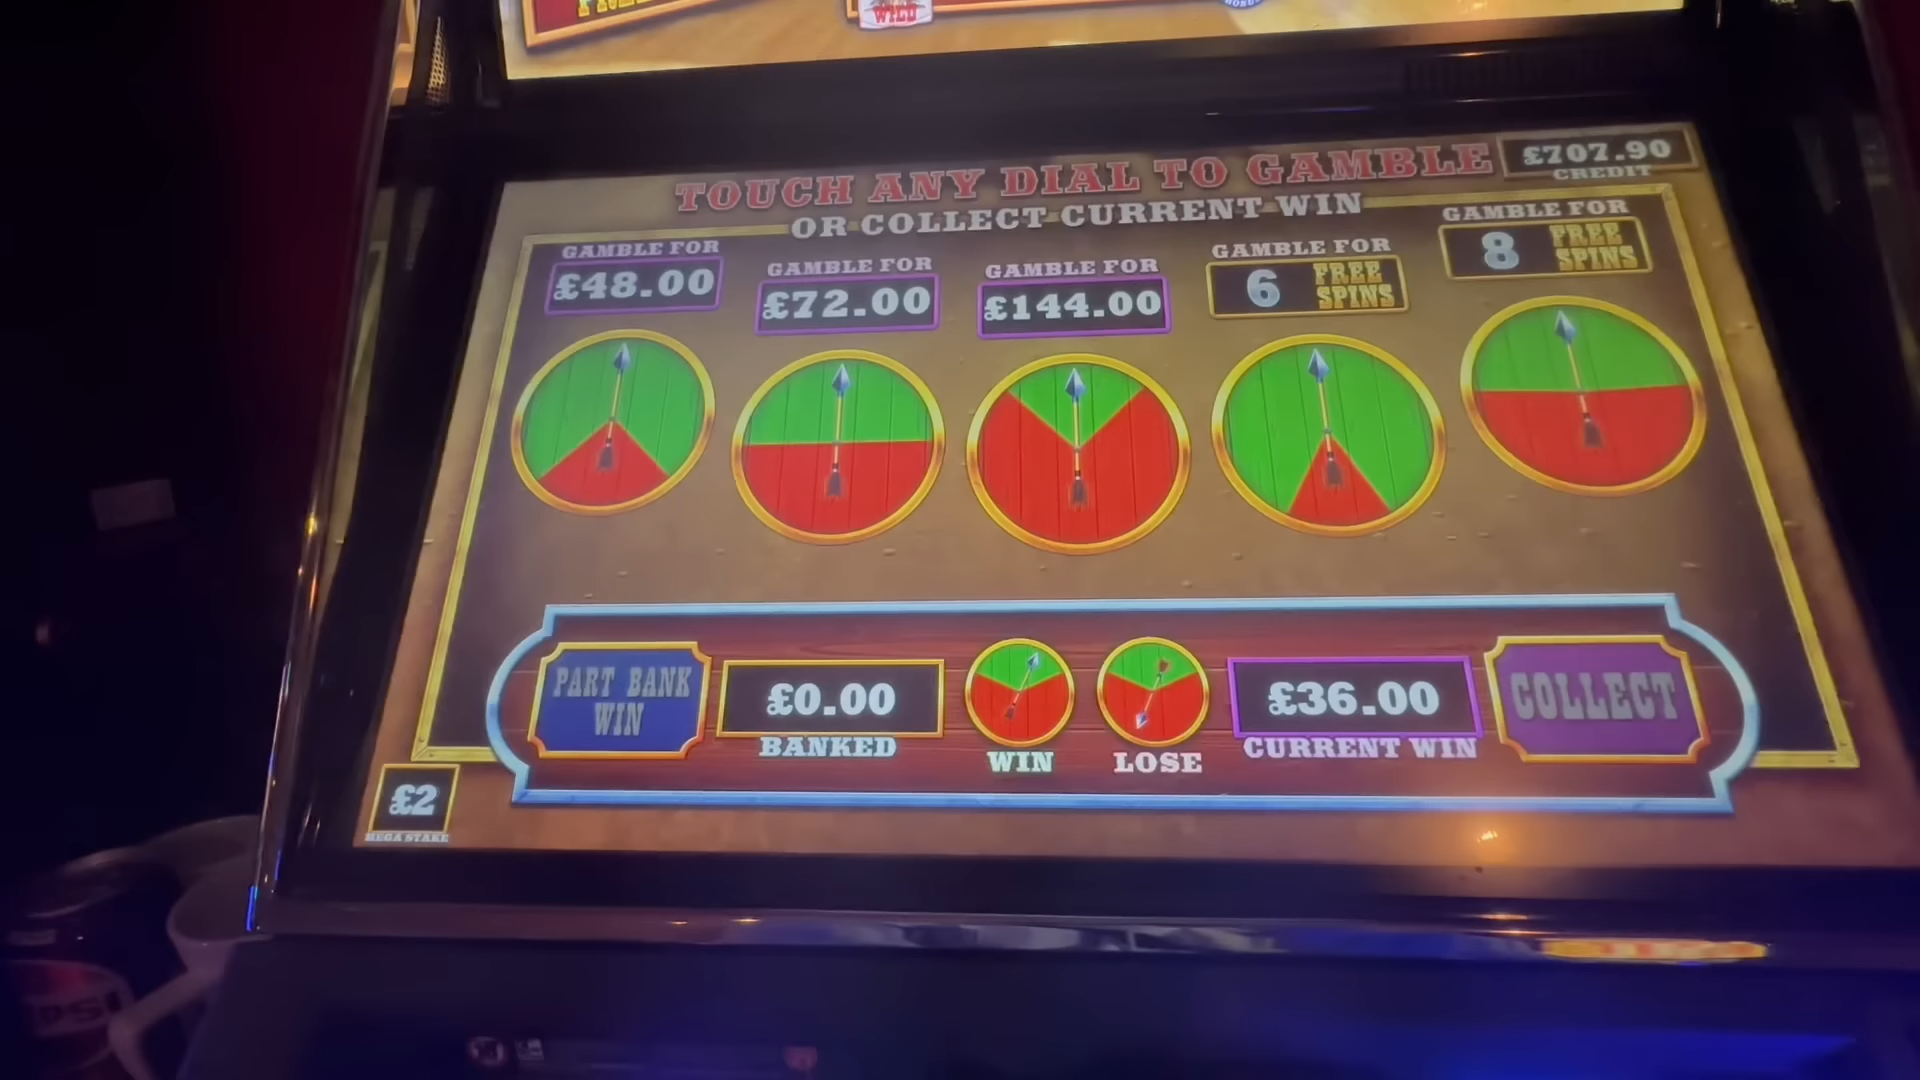 WILD
TOUCH ANY DIAL TO GAMBLE
OR COLLECT CURRENT WIN
£707.90
CREDIT
GAMBLE FOR
£48.00
GAMBLE FOR
£72.00
GAMBLE FOR
£144.00
GAMBLE FOR
6 FREE SPINS
GAMBLE FOR
8 FREE SPINS
PART BANK
WIN
£0.00
BANKED
WIN
LOSE
£36.00
CURRENT WIN
COLLECT
£2
MEGA STAKE